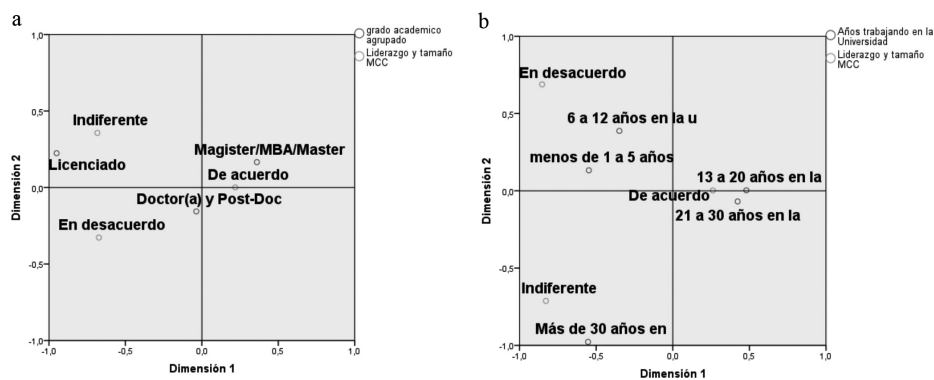 a
grado academico
agrupado
Liderazgo y tamaño
MCC
1,0
0,5
0,0
-0,5
-1,0
Dimensión 2
Indiferente
Licenciado
Magister/MBA/Master
De acuerdo
Doctor(a) y Post-Doc
En desacuerdo
-1,0
-0,5
0,0
0,5
1,0
Dimensión 1
b
Años trabajando en la
Universidad
Liderazgo y tamaño
MCC
1,0
0,5
0,0
-0,5
-1,0
Dimensión 2
En desacuerdo
6 a 12 años en la u
menos de 1 a 5 años
13 a 20 años en la
De acuerdo
21 a 30 años en la
Indiferente
Más de 30 años en
-1,0
-0,5
0,0
0,5
1,0
Dimensión 1